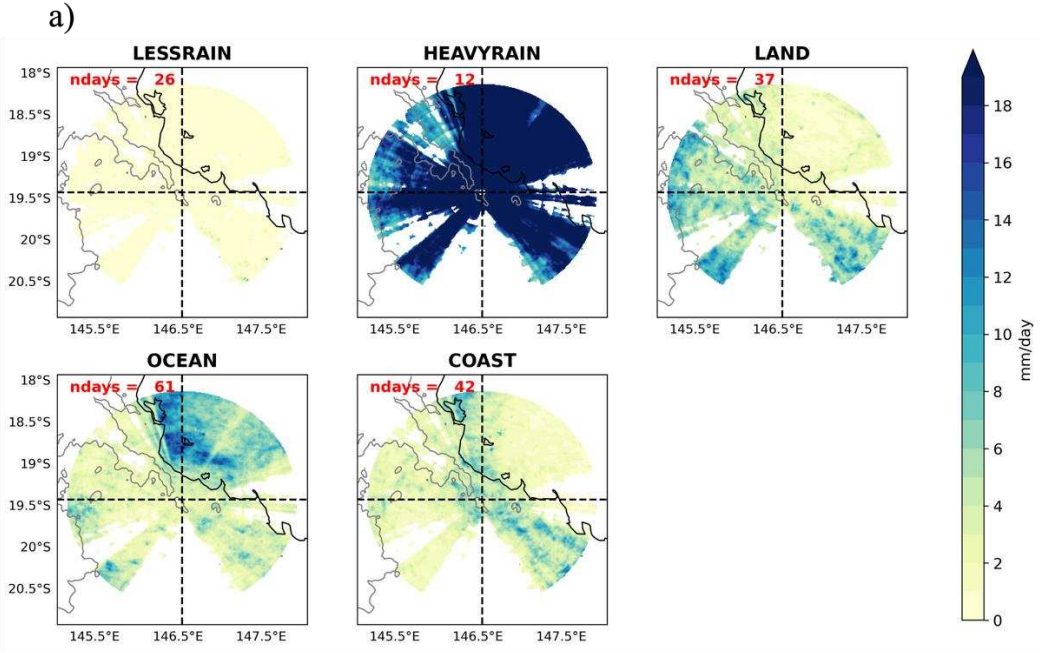 a)
LESSRAIN
HEAVYRAIN
LAND
ndays = 26
ndays = 12
ndays = 37
18°S
18.5°S
19°S
19.5°S
20°S
20.5°S
145.5°E 146.5°E 147.5°E
145.5°E 146.5°E 147.5°E
145.5°E 146.5°E 147.5°E
OCEAN
COAST
ndays = 61
ndays = 42
18°S
18.5°S
19°S
19.5°S
20°S
20.5°S
145.5°E 146.5°E 147.5°E
145.5°E 146.5°E 147.5°E
18
16
14
12
10
8
6
4
2
0
mm/day